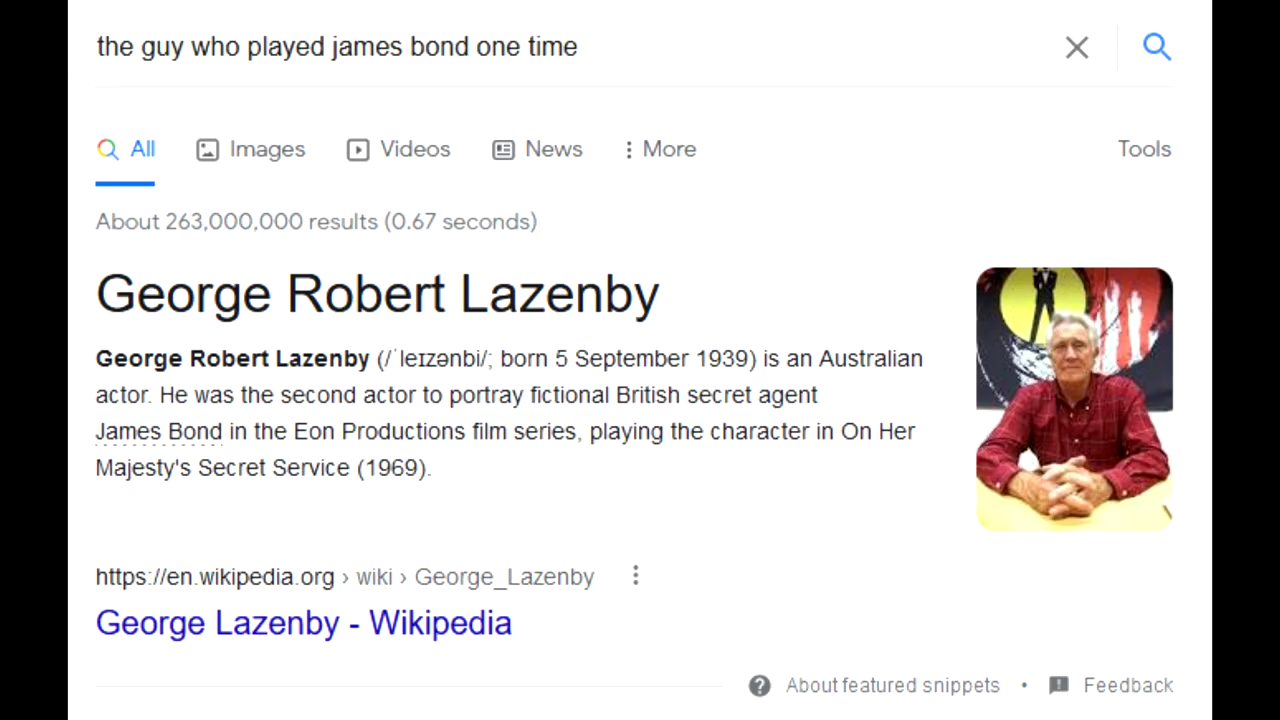 the guy who played james bond one time
All Images Videos News More Tools
About 263,000,000 results (0.67 seconds)
George Robert Lazenby
George Robert Lazenby (/ˈleɪzənbi/; born 5 September 1939) is an Australian
actor. He was the second actor to portray fictional British secret agent
James Bond in the Eon Productions film series, playing the character in On Her
Majesty's Secret Service (1969).
https://en.wikipedia.org › wiki › George_Lazenby
George Lazenby - Wikipedia
About featured snippets • Feedback